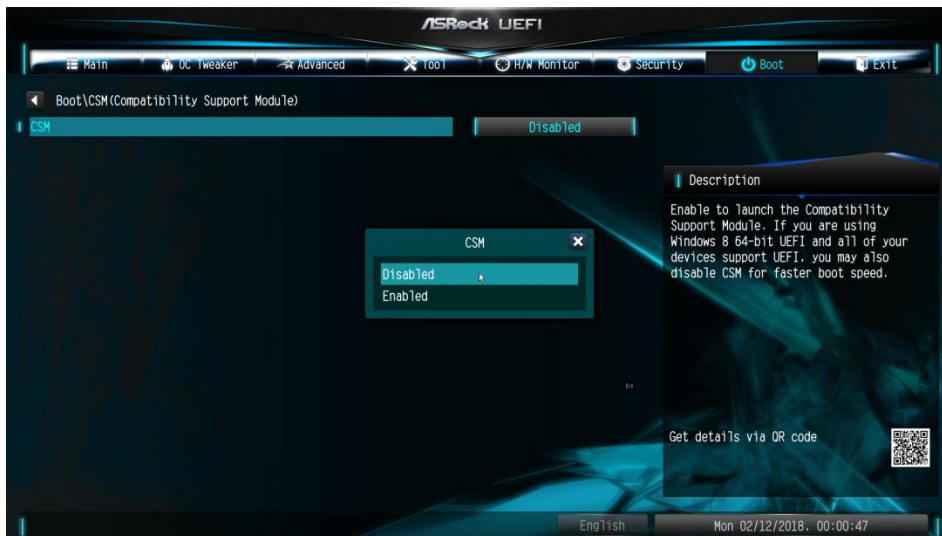 ASRock UEFI
Main
OC Tweaker
Advanced
Tool
H/W Monitor
Security
Boot
Exit
Boot\CSM(Compatibility Support Module)
CSM
Disabled
Description
Enable to launch the Compatibility
Support Module. If you are using
Windows 8 64-bit UEFI and all of your
devices support UEFI, you may also
disable CSM for faster boot speed.
CSM
Disabled
Enabled
Get details via QR code
English
Mon 02/12/2018, 00:00:47